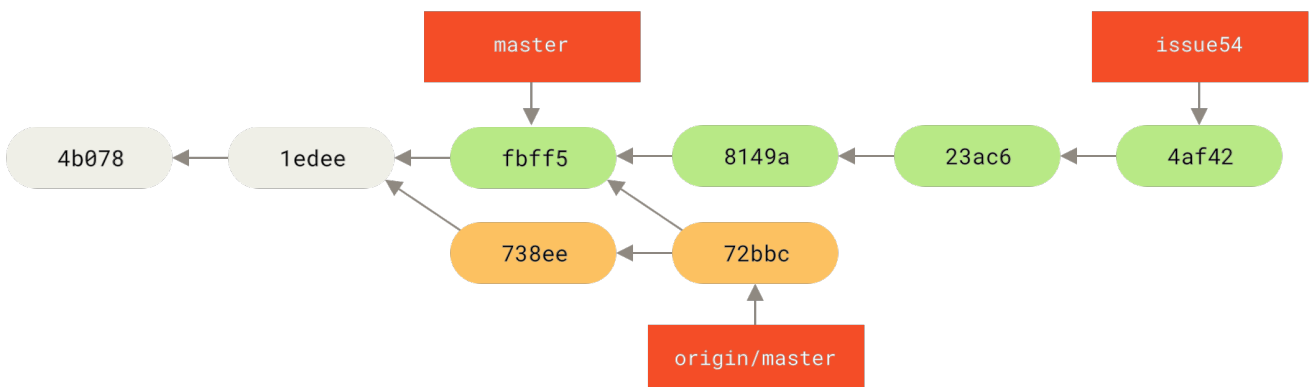 master
issue54
4b078
1edee
fbff5
8149a
23ac6
4af42
738ee
72bbc
origin/master